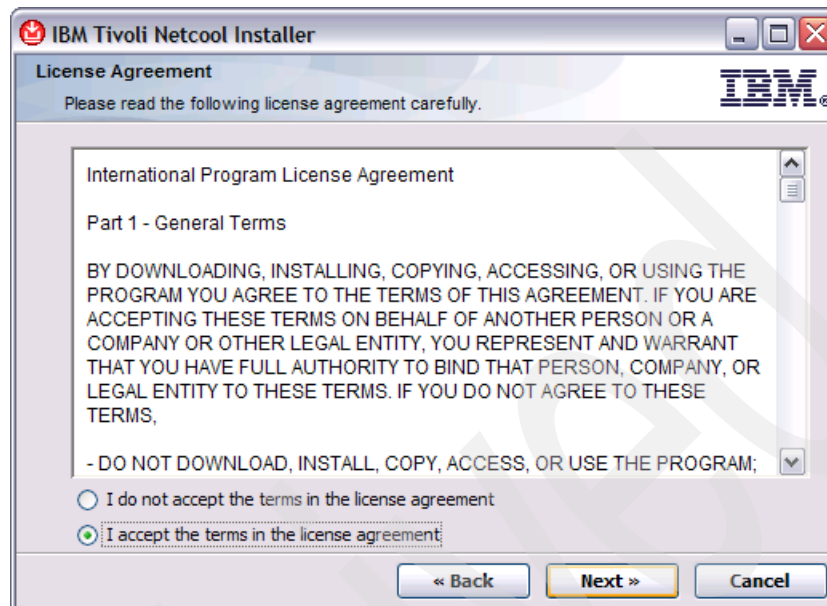 IBM Tivoli Netcool Installer
License Agreement
Please read the following license agreement carefully.
IBM®
International Program License Agreement
Part 1 - General Terms
BY DOWNLOADING, INSTALLING, COPYING, ACCESSING, OR USING THE
PROGRAM YOU AGREE TO THE TERMS OF THIS AGREEMENT. IF YOU ARE
ACCEPTING THESE TERMS ON BEHALF OF ANOTHER PERSON OR A
COMPANY OR OTHER LEGAL ENTITY, YOU REPRESENT AND WARRANT
THAT YOU HAVE FULL AUTHORITY TO BIND THAT PERSON, COMPANY, OR
LEGAL ENTITY TO THESE TERMS. IF YOU DO NOT AGREE TO THESE
TERMS,
- DO NOT DOWNLOAD, INSTALL, COPY, ACCESS, OR USE THE PROGRAM;
I do not accept the terms in the license agreement
I accept the terms in the license agreement
« Back Next » Cancel